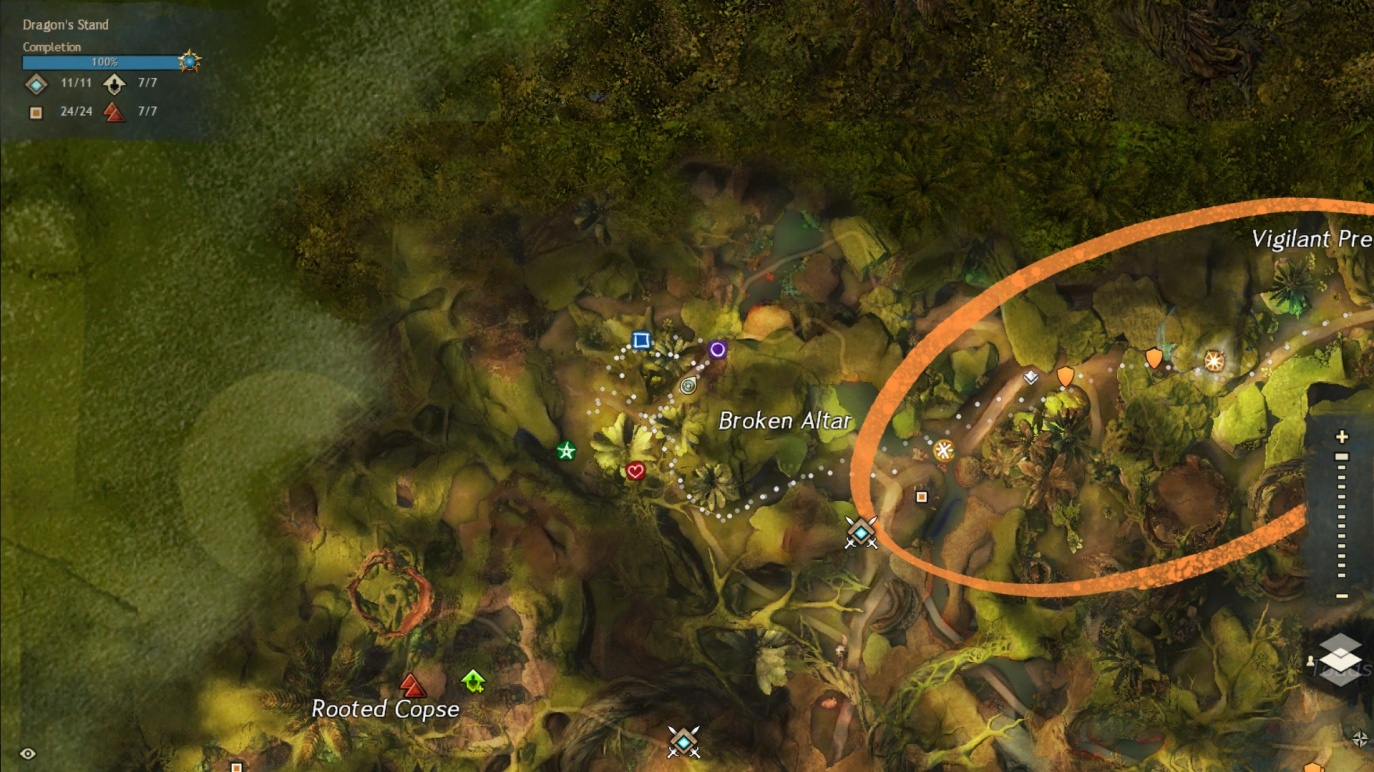 Dragon's Stand
Completion
100%
11/11 7/7
24/24 7/7
Vigilant Pre
Broken Altar
Rooted Copse